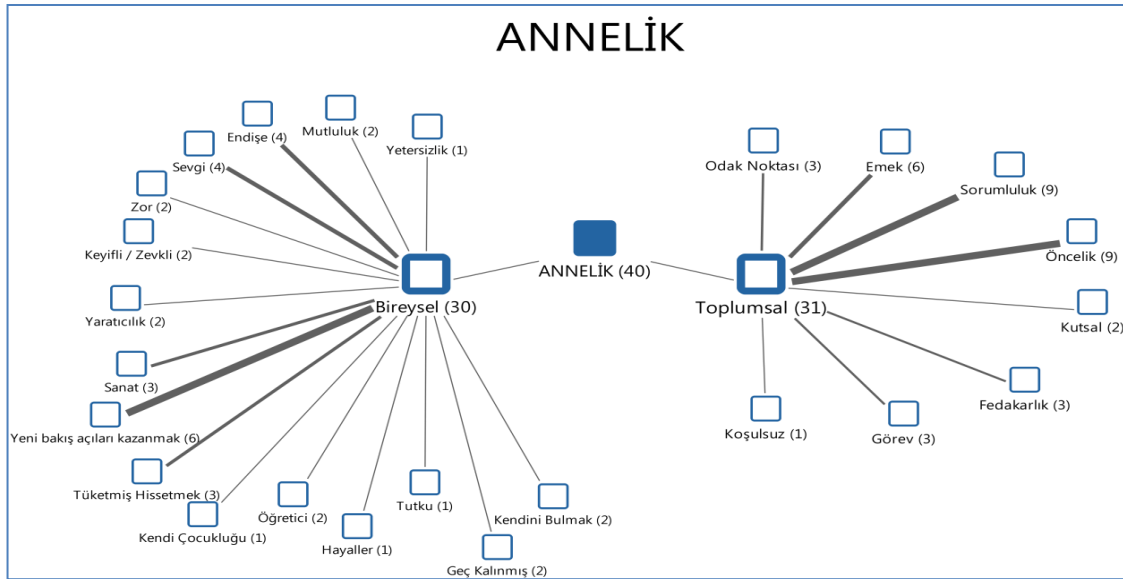 ANNELİK
Mutluluk (2)
Endişe (4)
Yetersizlik (1)
Sevgi (4)
Zor (2)
Keyifli / Zevkli (2)
Yaratıcılık (2)
Sanat (3)
Yeni bakış açıları kazanmak (6)
Tüketmiş Hissetmek (3)
Kendi Çocukluğu (1)
Öğretici (2)
Hayaller (1)
Tutku (1)
Geç Kalınmış (2)
Kendini Bulmak (2)
Bireysel (30)
ANNELİK (40)
Toplumsal (31)
Odak Noktası (3)
Emek (6)
Sorumluluk (9)
Öncelik (9)
Kutsal (2)
Fedakarlık (3)
Görev (3)
Koşulsuz (1)